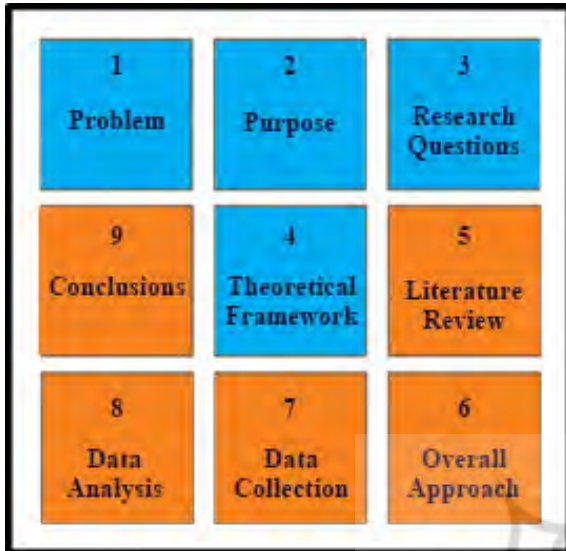 1
Problem
2
Purpose
3
Research
Questions
9
Conclusions
4
Theoretical
Framework
5
Literature
Review
8
Data
Analysis
7
Data
Collection
6
Overall
Approach